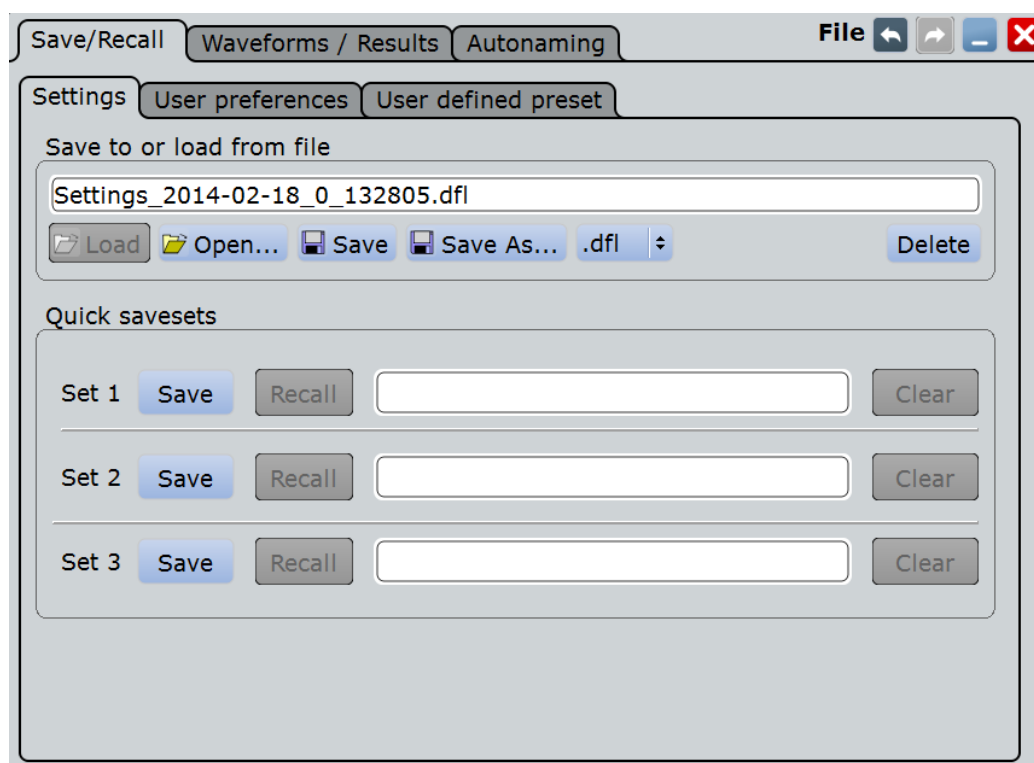 Save/Recall Waveforms / Results Autonaming File
Settings User preferences User defined preset
Save to or load from file
Settings_2014-02-18_0_132805.dfl
Load Open... Save Save As... .dfl Delete
Quick savesets
Set 1 Save Recall Clear
Set 2 Save Recall Clear
Set 3 Save Recall Clear